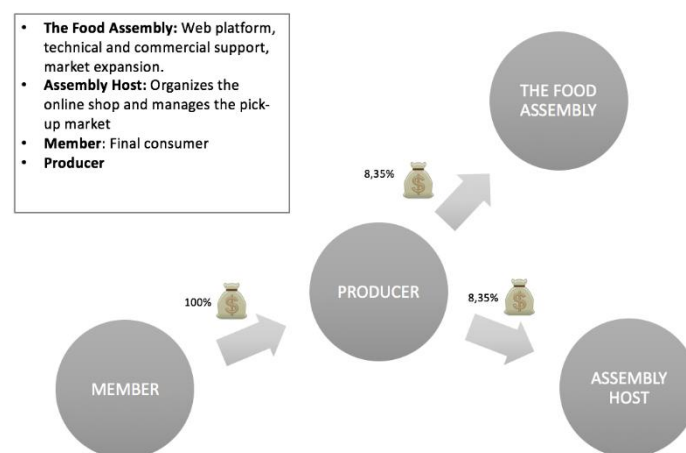 • The Food Assembly: Web platform,
technical and commercial support,
market expansion.
• Assembly Host: Organizes the
online shop and manages the pick-
up market
• Member: Final consumer
• Producer
THE FOOD
ASSEMBLY
8,35%
PRODUCER
8,35%
100%
MEMBER
ASSEMBLY
HOST